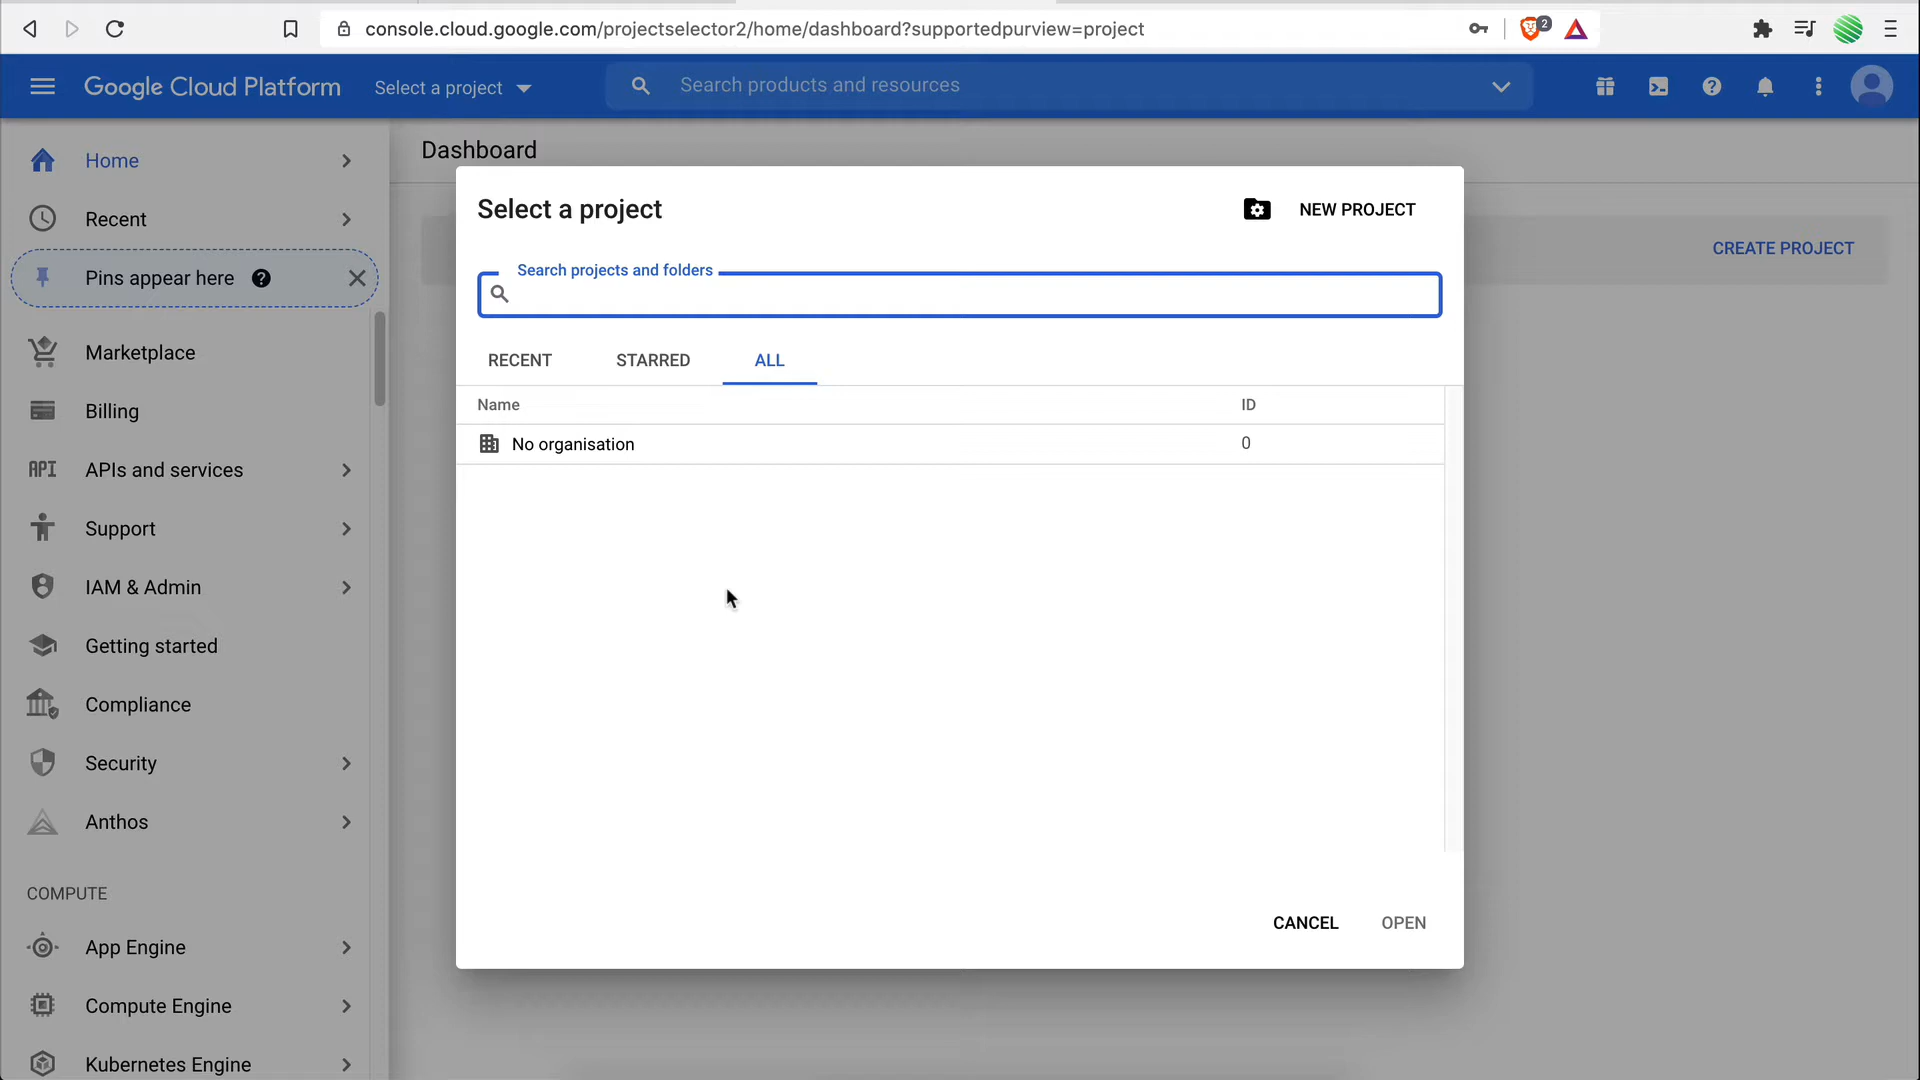 console.cloud.google.com/projectselector2/home/dashboard?supportedpurview=project
2
Google Cloud Platform
Select a project
Search products and resources
Home
Recent
Pins appear here
Marketplace
Billing
API
APIs and services
Support
IAM & Admin
Getting started
Compliance
Security
Anthos
COMPUTE
App Engine
Compute Engine
Kubernetes Engine
Dashboard
CREATE PROJECT
Select a project
NEW PROJECT
Search projects and folders
RECENT STARRED ALL
Name ID
No organisation 0
CANCEL OPEN